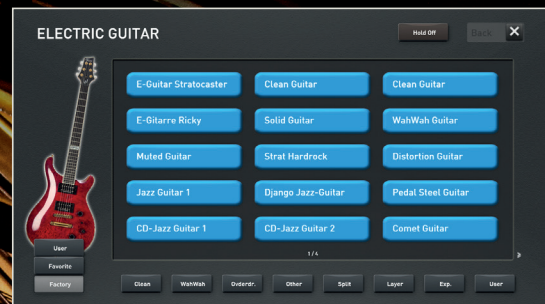 ELECTRIC GUITAR
Hold Off
Back X
E-Guitar Stratocaster Clean Guitar Clean Guitar
E-Gitarre Ricky Solid Guitar WahWah Guitar
Muted Guitar Strat Hardrock Distortion Guitar
Jazz Guitar 1 Django Jazz-Guitar Pedal Steel Guitar
CD-Jazz Guitar 1 CD-Jazz Guitar 2 Comet Guitar
1/4
User
Favorite
Factory
Clean WahWah Ovderdr. Other Split Layer Exp. User